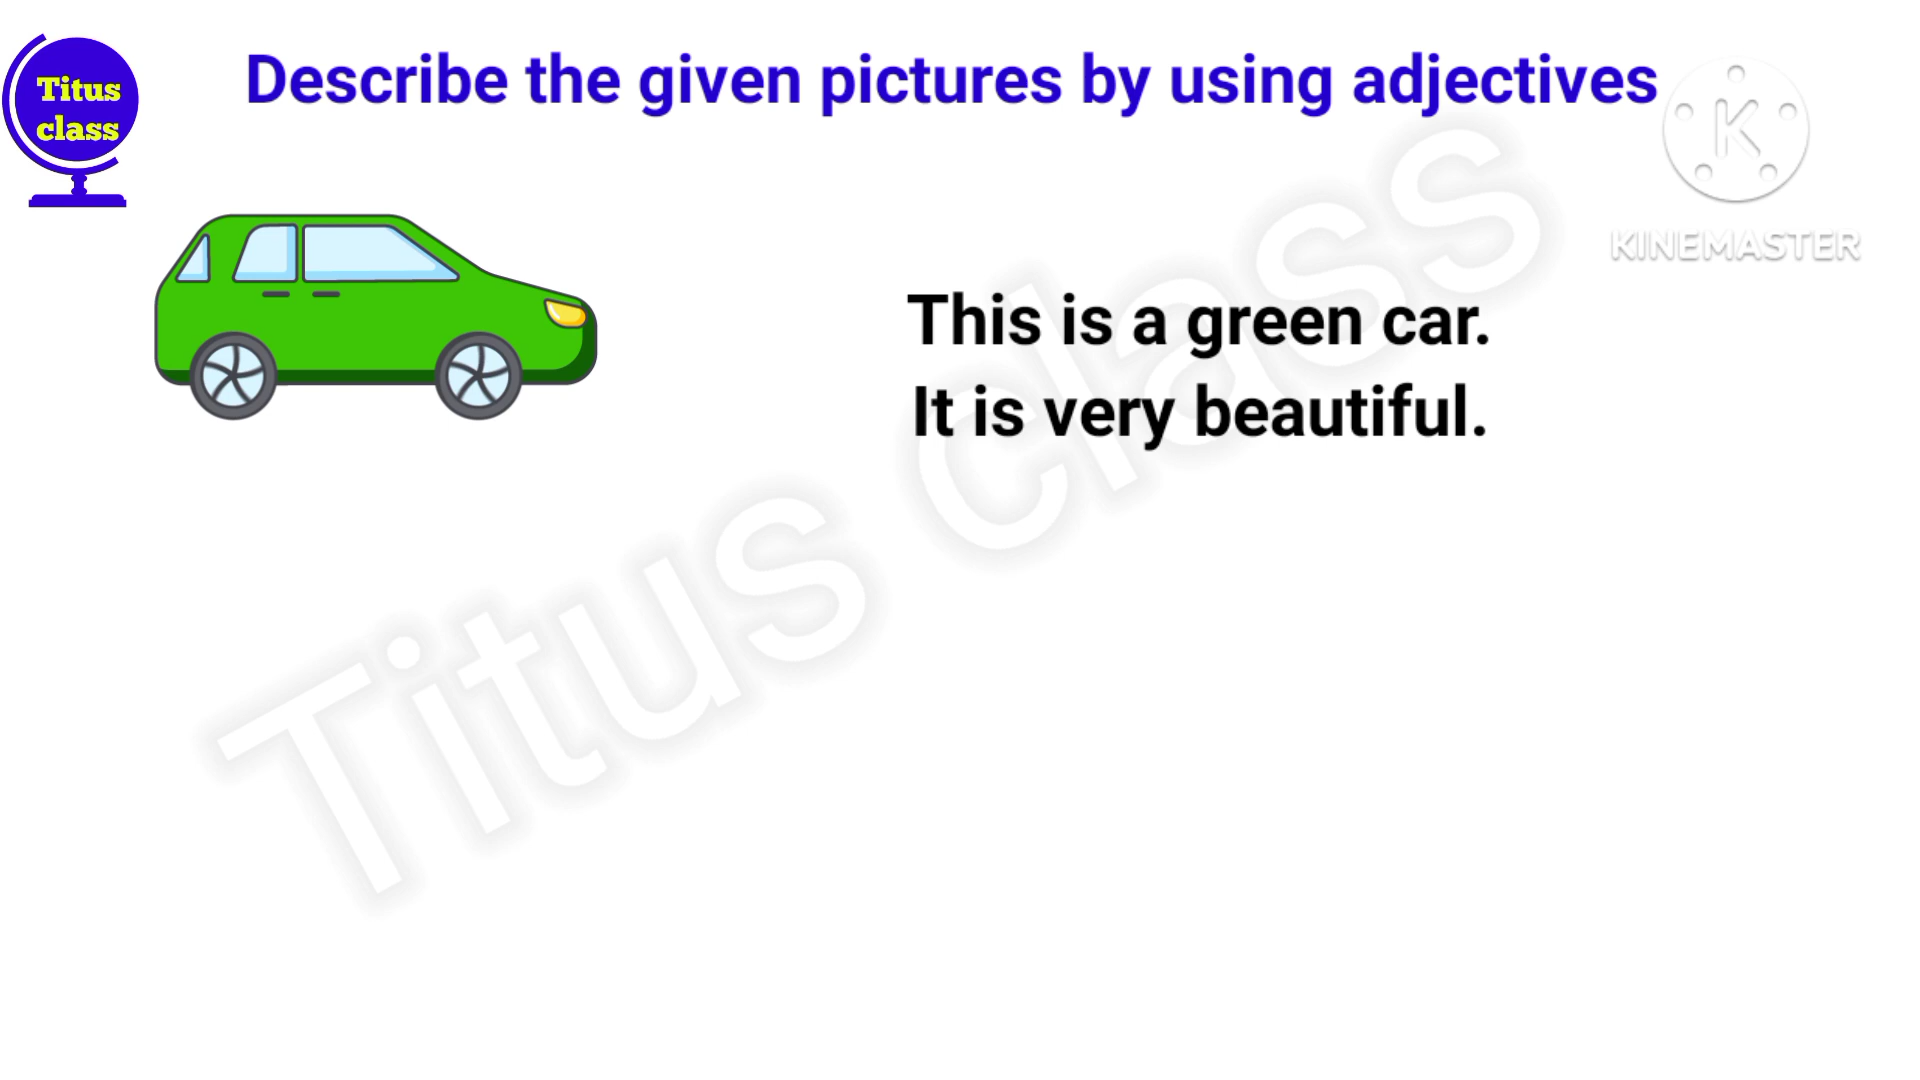 Titus
class
Describe the given pictures by using adjectives
K
KINEMASTER
This is a green car.
It is very beautiful.
Titus Class